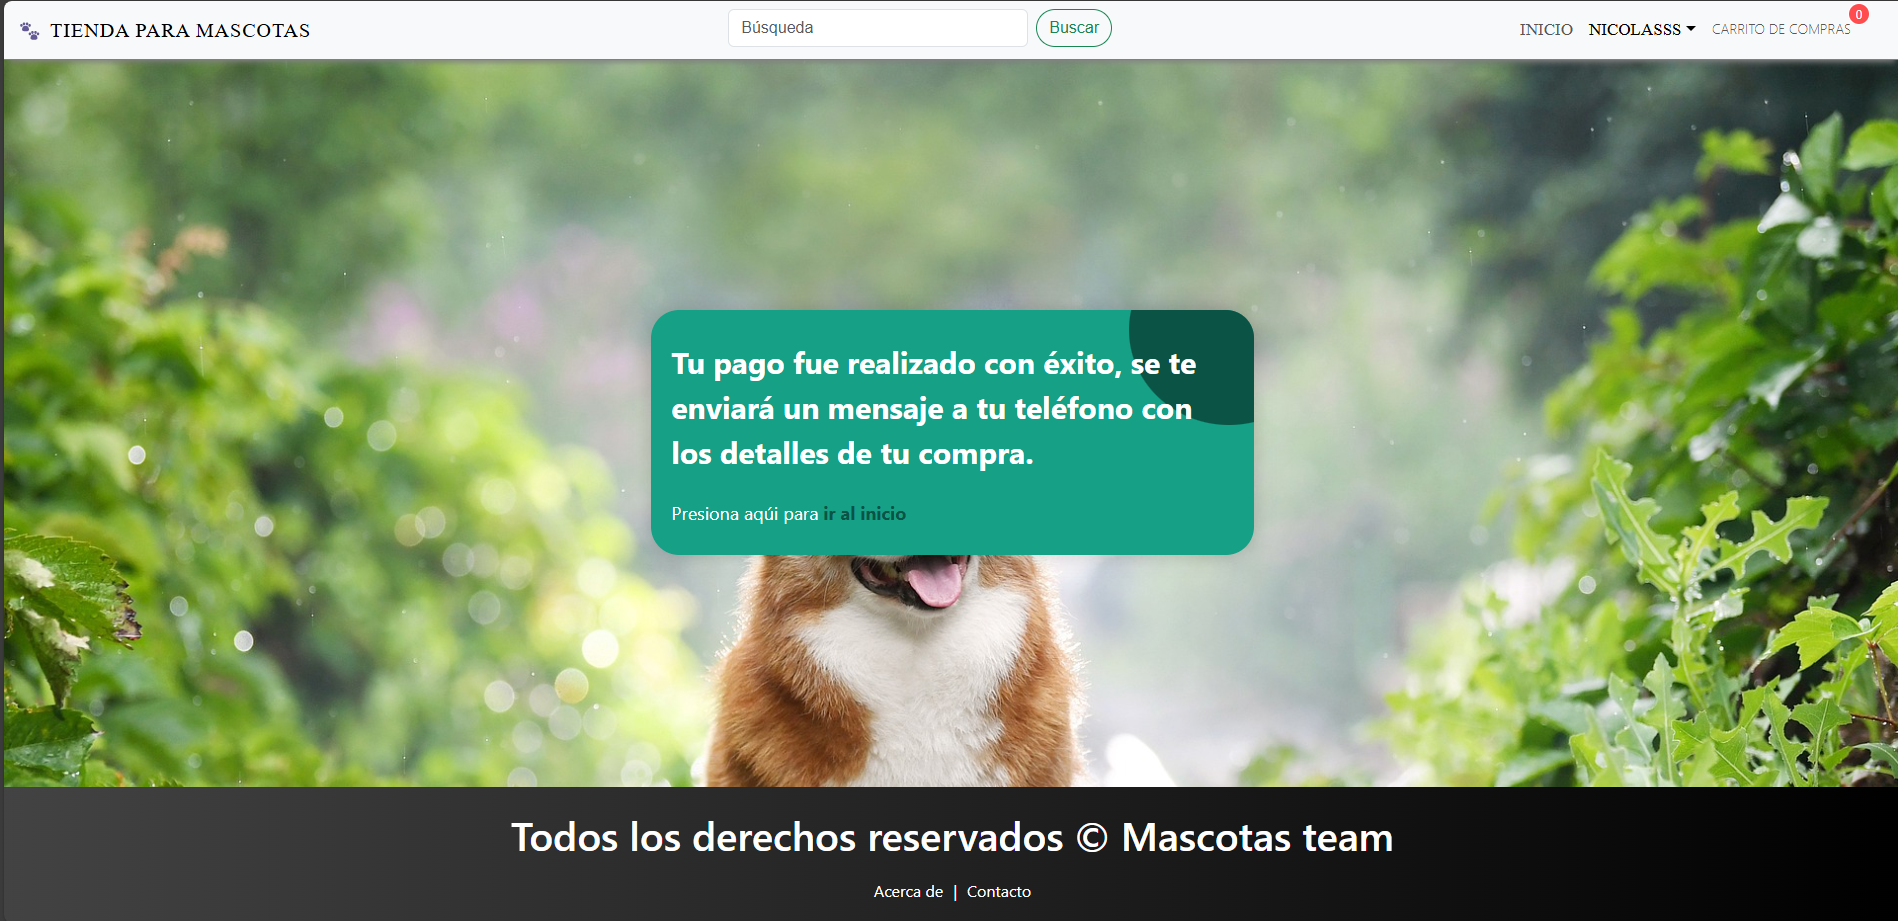 TIENDA PARA MASCOTAS
Búsqueda
Buscar
INICIO
NICOLASSS
CARRITO DE COMPRAS
0
Tu pago fue realizado con éxito, se te
enviará un mensaje a tu teléfono con
los detalles de tu compra.
Presiona aqúi para ir al inicio
Todos los derechos reservados © Mascotas team
Acerca de | Contacto